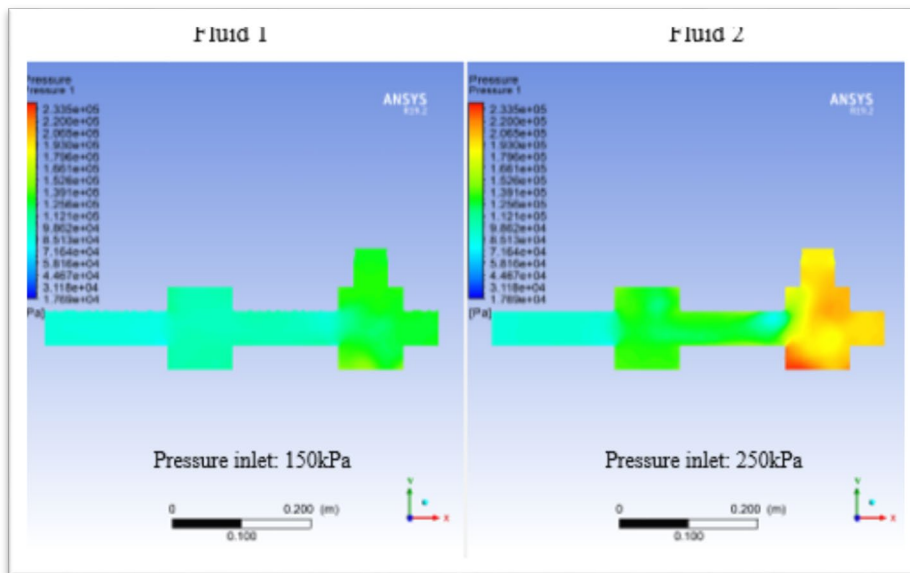 Fluid 1
Pressure
Pressure 1
2.335e+05
2.200e+05
2.065e+05
1.930e+05
1.796e+05
1.661e+05
1.526e+05
1.391e+05
1.256e+05
1.121e+05
9.862e+04
8.513e+04
7.164e+04
5.816e+04
4.467e+04
3.118e+04
1.769e+04
Pa]
ANSYS
R19.2
Pressure inlet: 150kPa
0 0.200 (m)
0.100
Y
X
Fluid 2
Pressure
Pressure 1
2.335e+05
2.200e+05
2.065e+05
1.930e+05
1.796e+05
1.661e+05
1.526e+05
1.391e+05
1.256e+05
1.121e+05
9.862e+04
8.513e+04
7.164e+04
5.816e+04
4.467e+04
3.118e+04
1.769e+04
[Pa]
ANSYS
R19.2
Pressure inlet: 250kPa
0 0.200 (m)
0.100
Y
X